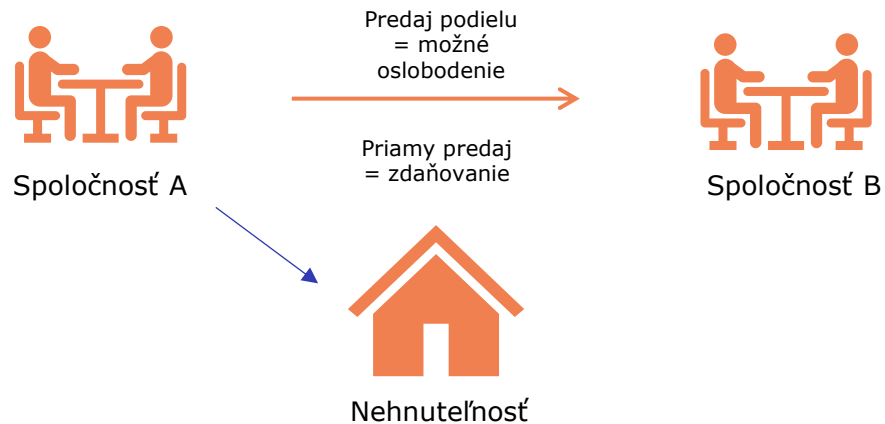 Predaj podielu
= možné
oslobodenie
Priamy predaj
= zdaňovanie
Spoločnosť A
Spoločnosť B
Nehnuteľnosť